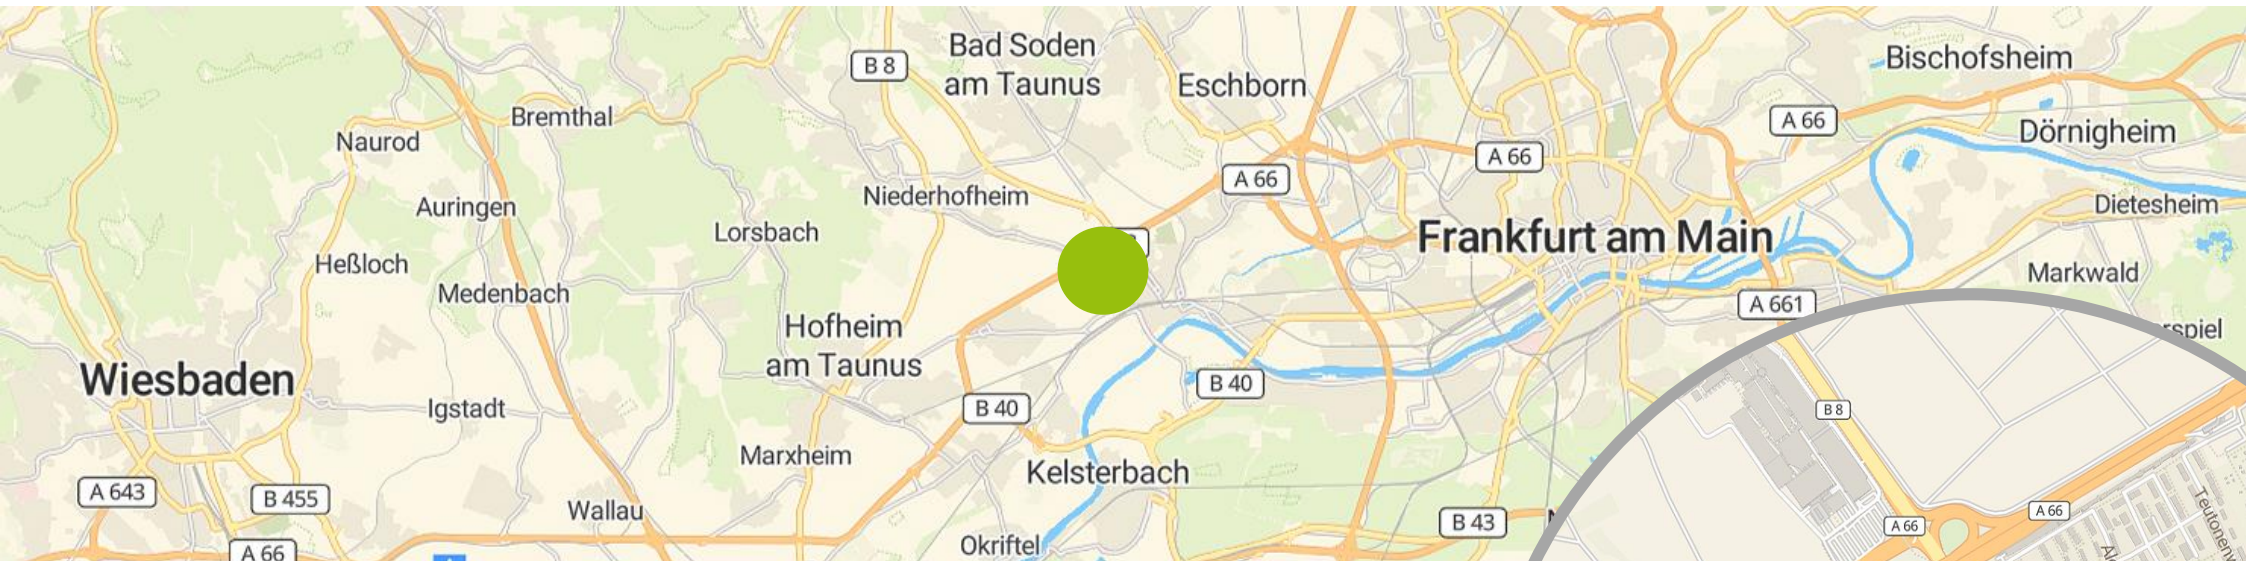 Bad Soden
am Taunus
B 8
Eschborn
Bischofsheim
A 66
Dörnigheim
Bremthal
Naurod
A 66
A 66
Niederhofheim
Auringen
Dietesheim
Lorsbach
Frankfurt am Main
Heßloch
Markwald
Medenbach
A 661
Hofheim
am Taunus
Wiesbaden
B 40
Igstadt
B 40
B 8
Marxheim
Kelsterbach
A 643
B 455
Wallau
B 43
A 66
A 66
Okriftel
A 66